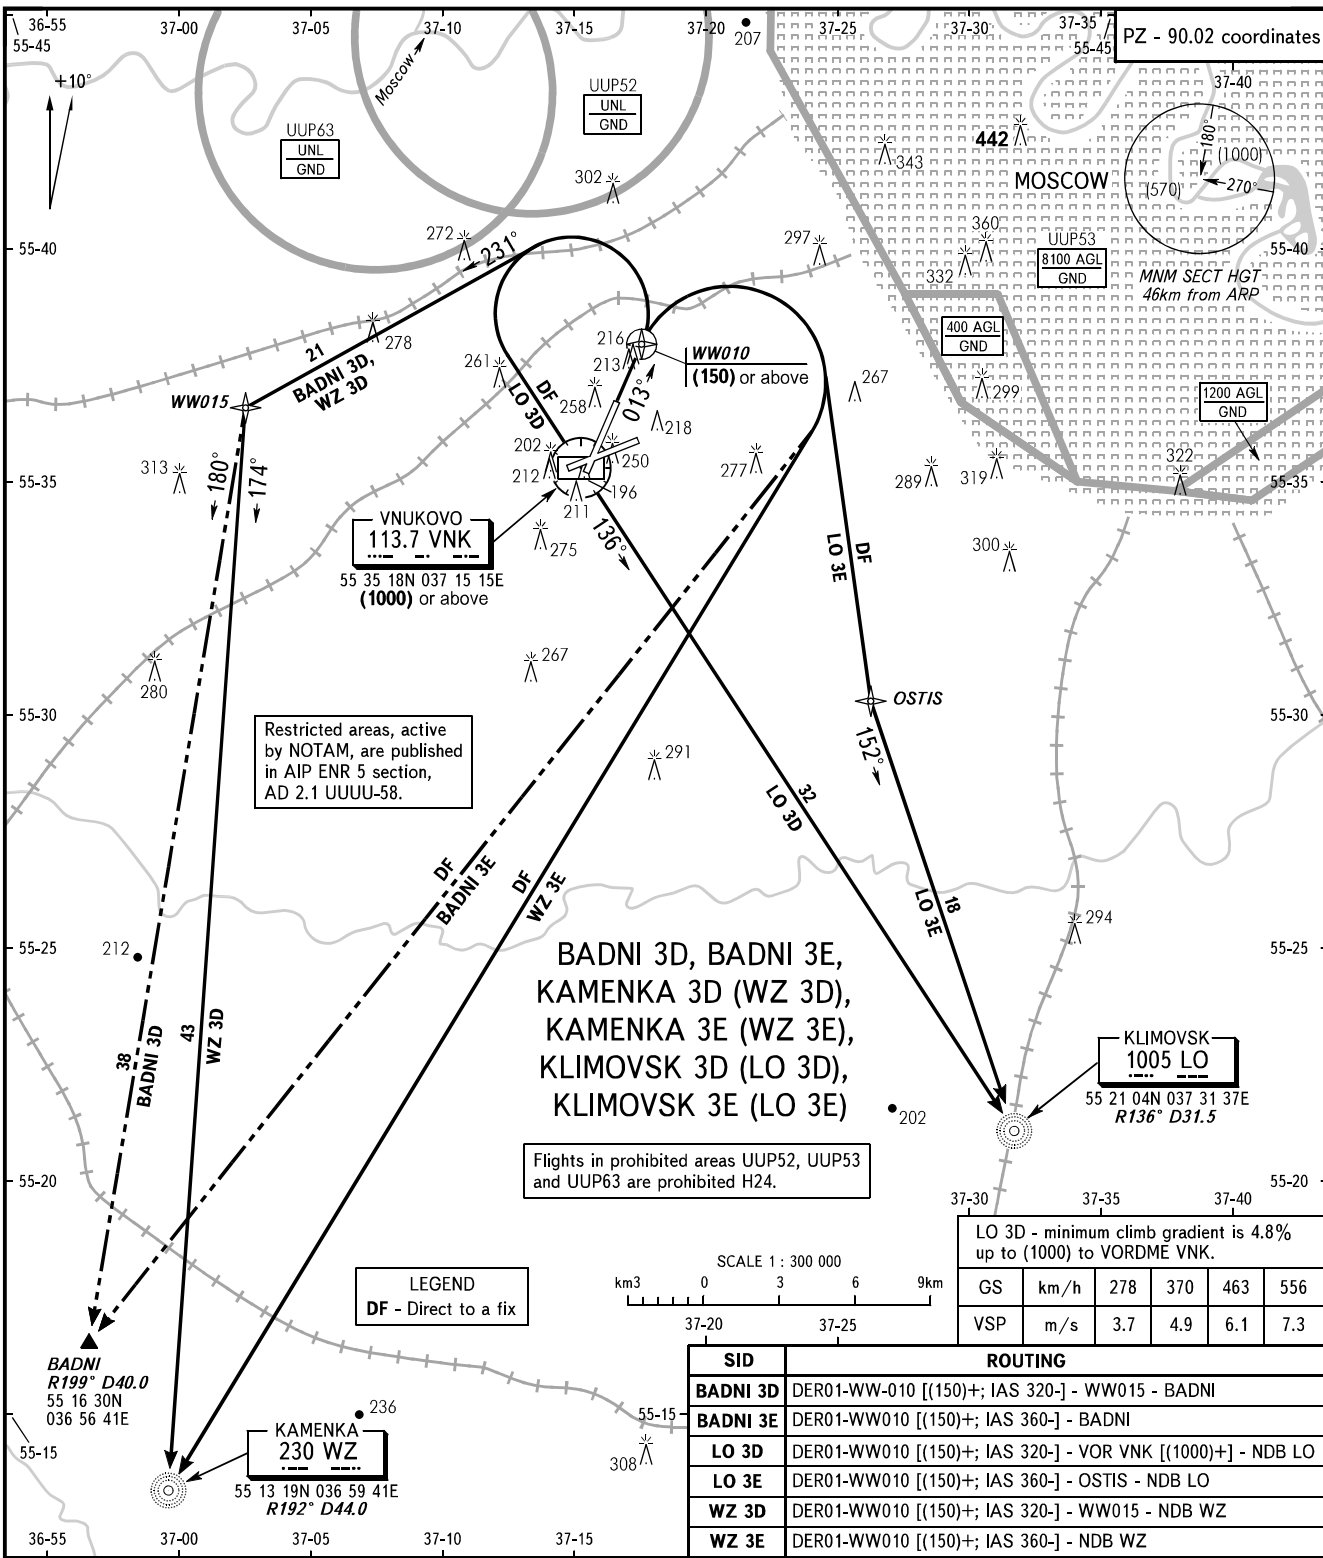 36-55
37-00
37-05
37-10
37-15
37-20
37-25
37-30
37-35
55-45
55-45
PZ - 90.02 coordinates
37-40
+10°
Moscow
207
UUP52
UNL
GND
UUP63
UNL
GND
442
343
MOSCOW
180°
(1000)
(570)
270°
302
272
231°
297
360
UUP53
8100 AGL
GND
332
MNM SECT HGT
46km from ARP
55-40
55-40
278
21
BADNI 3D,
WZ 3D
261
216
213
WW010
(150) or above
400 AGL
GND
299
1200 AGL
GND
DF
LO 3D
258
013°
267
218
WW015
202
212
250
196
211
277
289
319
322
313
180°
174°
55-35
55-35
VNUKOVO
113.7 VNK
55 35 18N 037 15 15E
(1000) or above
275
136°
DF
LO 3E
300
280
267
55-30
55-30
OSTIS
152°
Restricted areas, active
by NOTAM, are published
in AIP ENR 5 section,
AD 2.1 UUUU-58.
291
32
LO 3D
DF
BADNI 3E
DF
WZ 3E
18
LO 3E
294
212
55-25
55-25
BADNI 3D, BADNI 3E,
KAMENKA 3D (WZ 3D),
KAMENKA 3E (WZ 3E),
KLIMOVSK 3D (LO 3D),
KLIMOVSK 3E (LO 3E)
38
BADNI 3D
43
WZ 3D
KLIMOVSK
1005 LO
55 21 04N 037 31 37E
R136° D31.5
202
Flights in prohibited areas UUP52, UUP53
and UUP63 are prohibited H24.
55-20
55-20
37-30
37-35
37-40
LO 3D - minimum climb gradient is 4.8%
up to (1000) to VORDME VNK.
GS km/h 278 370 463 556
VSP m/s 3.7 4.9 6.1 7.3
SCALE 1 : 300 000
km3 0 3 6 9km
37-20
37-25
LEGEND
DF - Direct to a fix
BADNI
R199° D40.0
55 16 30N
036 56 41E
236
55-15
55-15
KAMENKA
230 WZ
55 13 19N 036 59 41E
R192° D44.0
308
SID ROUTING
BADNI 3D DER01-WW-010 [(150)+; IAS 320-] - WW015 - BADNI
BADNI 3E DER01-WW010 [(150)+; IAS 360-] - BADNI
LO 3D DER01-WW010 [(150)+; IAS 320-] - VOR VNK [(1000)+] - NDB LO
LO 3E DER01-WW010 [(150)+; IAS 360-] - OSTIS - NDB LO
WZ 3D DER01-WW010 [(150)+; IAS 320-] - WW015 - NDB WZ
WZ 3E DER01-WW010 [(150)+; IAS 360-] - NDB WZ
36-55
37-00
37-05
37-10
37-15